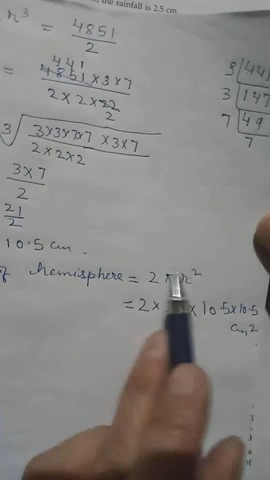 the rainfall is 2.5 cm
r³ = 4851/2
= 4851 × 3 × 7 / 2 × 2 × 22
441
2
3√ 3×3×7×7 ×3×7 / 2×2×2
3×7/2
21/2
10.5 cm.
of hemisphere = 2πr²
= 2× × 10.5×10.5
cm²
3 441
3 147
7 49
7